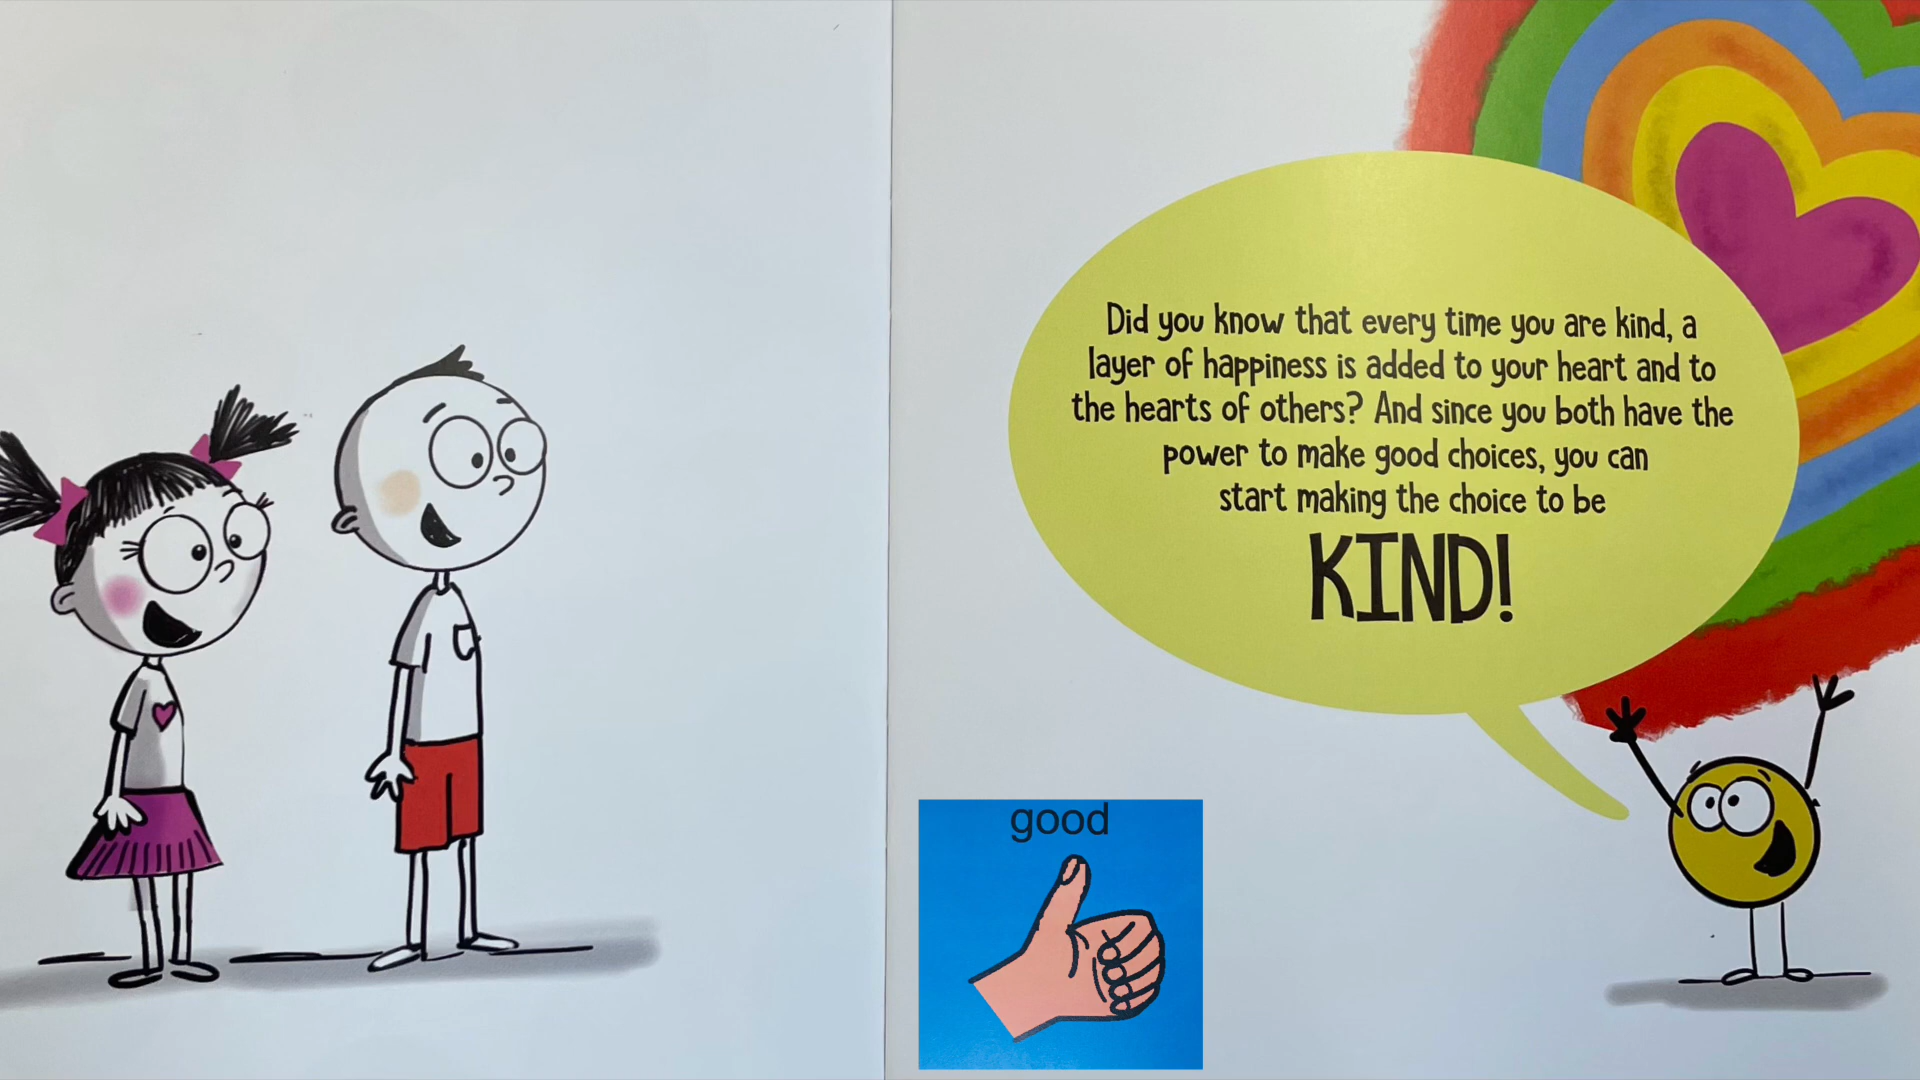 Did you know that every time you are kind, a
layer of happiness is added to your heart and to
the hearts of others? And since you both have the
power to make good choices, you can
start making the choice to be
KIND!
good